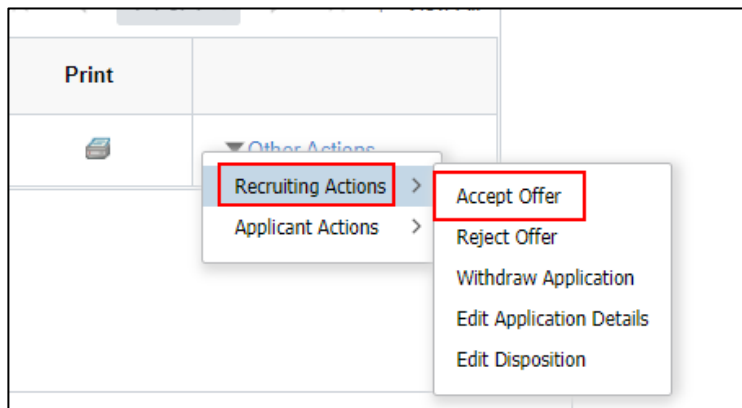 Print
Other Actions
Recruiting Actions
Accept Offer
Applicant Actions
Reject Offer
Withdraw Application
Edit Application Details
Edit Disposition